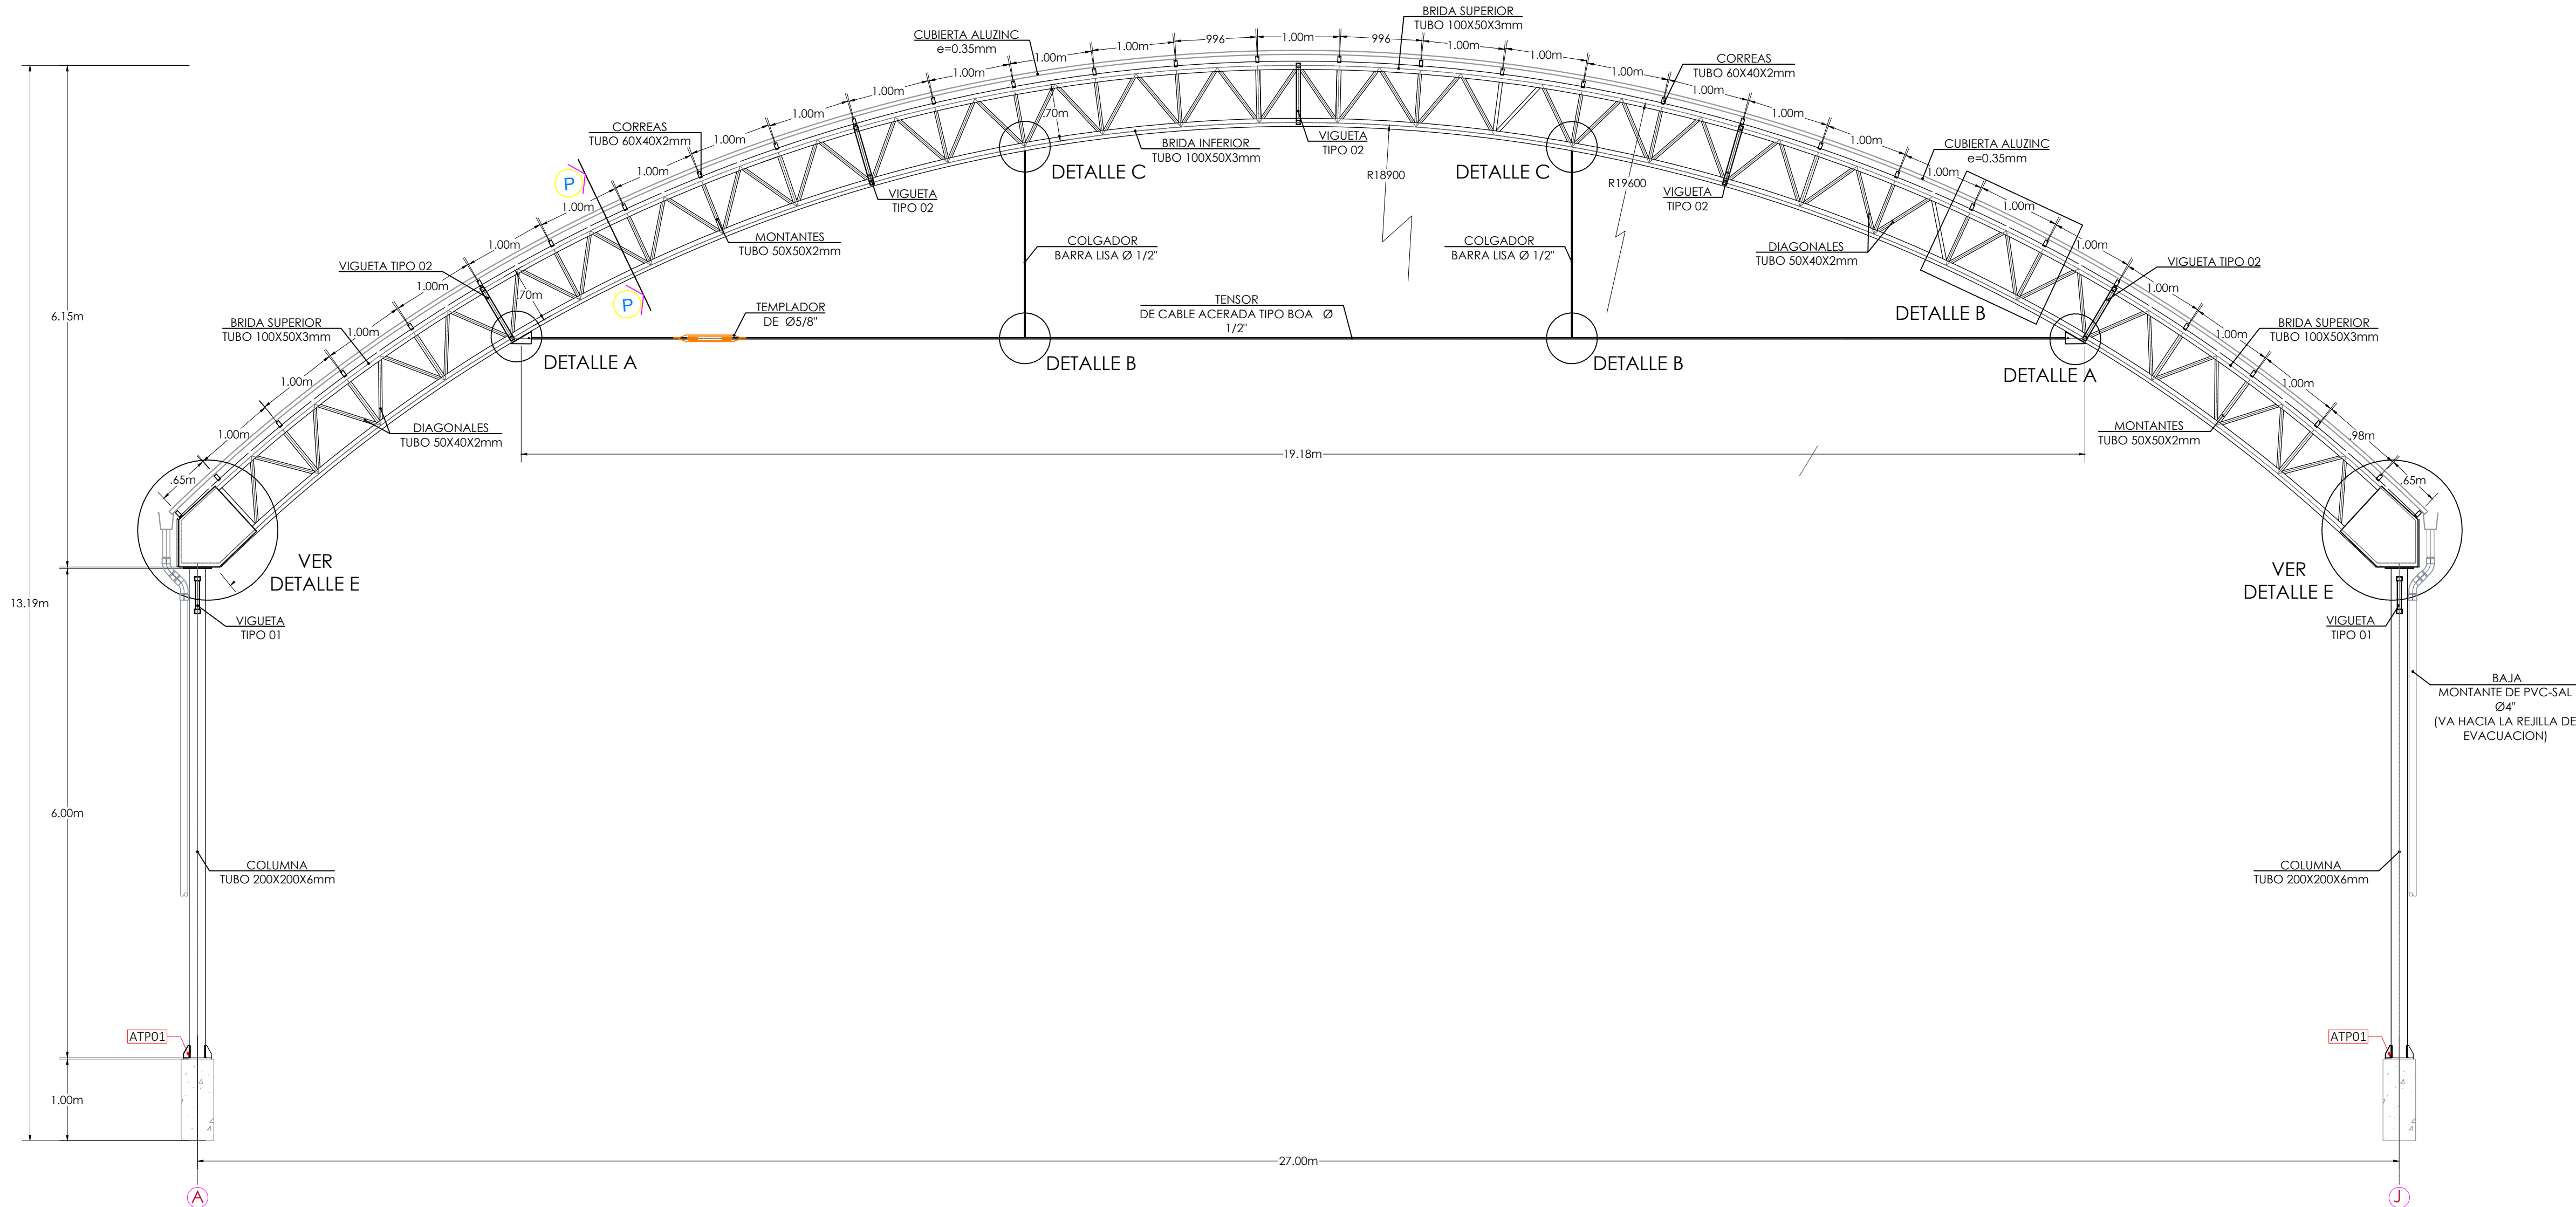 BRIDA SUPERIOR
TUBO 100X50X3mm
CUBIERTA ALUZINC
e=0.35mm
1.00m
1.00m
1.00m
996
1.00m
996
1.00m
1.00m
1.00m
CORREAS
TUBO 60X40X2mm
1.00m
1.00m
1.00m
1.00m
1.00m
1.00m
CORREAS
TUBO 60X40X2mm
1.00m
1.00m
1.00m
1.00m
.70m
VIGUETA
TIPO 02
BRIDA INFERIOR
TUBO 100X50X3mm
CUBIERTA ALUZINC
e=0.35mm
1.00m
1.00m
1.00m
P
P
DETALLE C
DETALLE C
R18900
R19600
VIGUETA
TIPO 02
VIGUETA
TIPO 02
MONTANTES
TUBO 50X50X2mm
COLGADOR
BARRA LISA Ø 1/2"
COLGADOR
BARRA LISA Ø 1/2"
DIAGONALES
TUBO 50X40X2mm
VIGUETA TIPO 02
VIGUETA TIPO 02
.70m
6.15m
TEMPLADOR
DE Ø5/8"
TENSOR
DE CABLE ACERADA TIPO BOA Ø
1/2"
DETALLE B
1.00m
1.00m
1.00m
.98m
BRIDA SUPERIOR
TUBO 100X50X3mm
BRIDA SUPERIOR
TUBO 100X50X3mm
1.00m
1.00m
1.00m
.65m
DETALLE A
DETALLE B
DETALLE B
DETALLE A
DIAGONALES
TUBO 50X40X2mm
MONTANTES
TUBO 50X50X2mm
19.18m
.65m
VER
DETALLE E
VER
DETALLE E
13.19m
VIGUETA
TIPO 01
VIGUETA
TIPO 01
BAJA
MONTANTE DE PVC-SAL
Ø4"
(VA HACIA LA REJILLA DE
EVACUACION)
6.00m
COLUMNA
TUBO 200X200X6mm
COLUMNA
TUBO 200X200X6mm
ATP01
ATP01
1.00m
27.00m
A
J